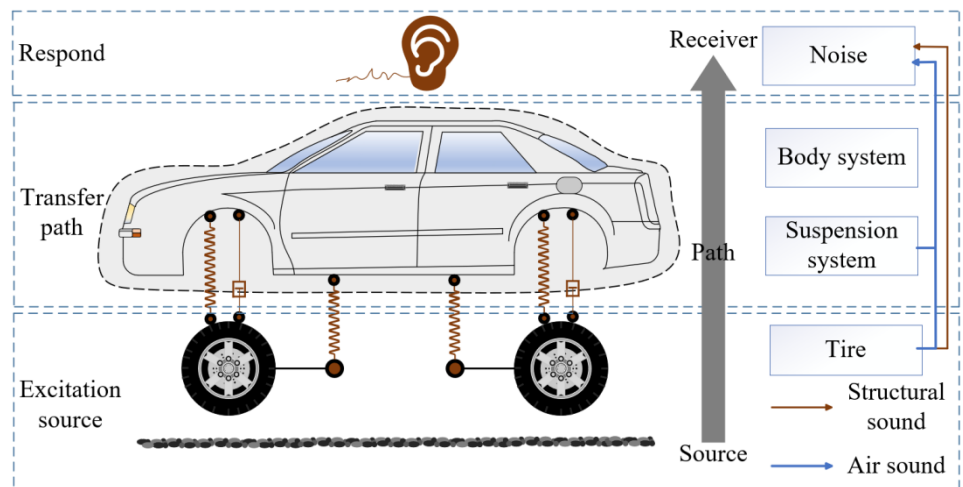 Respond
Receiver
Noise
Transfer
path
Body system
Path
Suspension
system
Excitation
source
Tire
Structural
sound
Source
Air sound